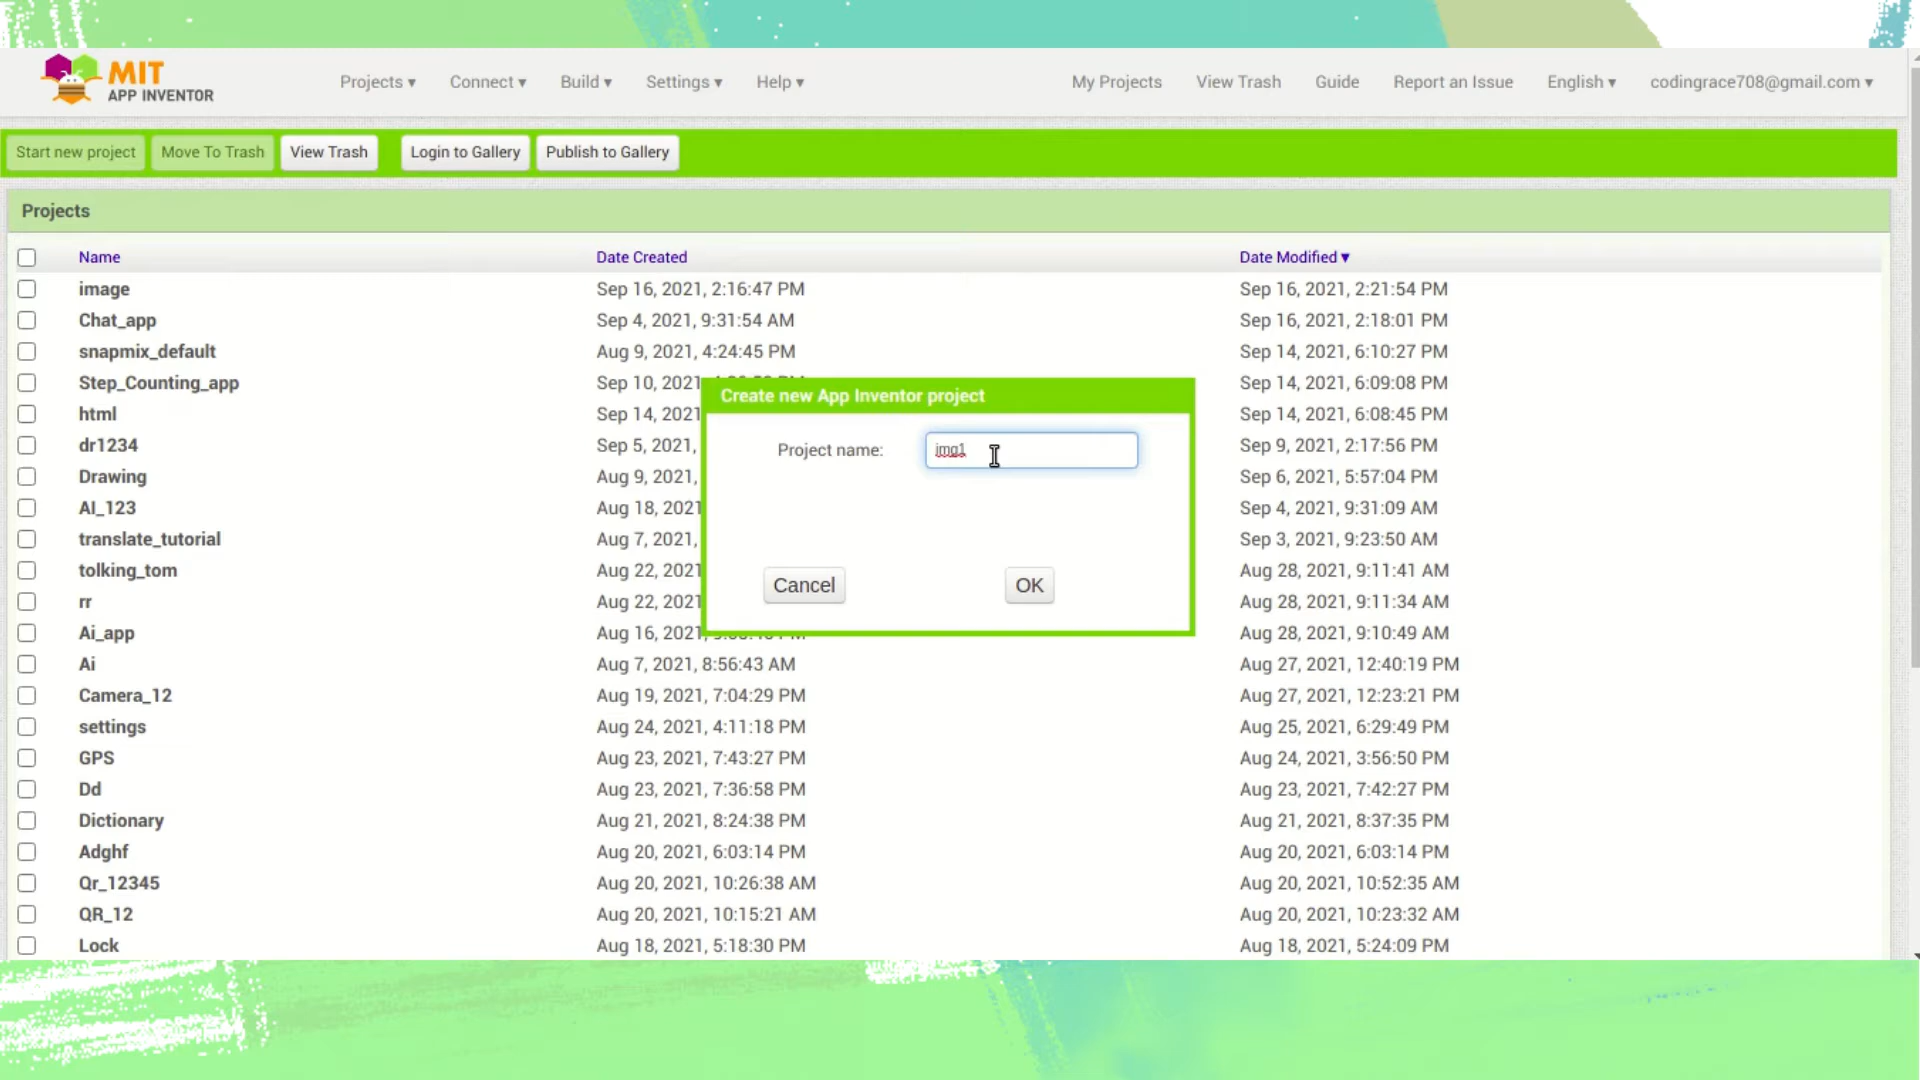 MIT
APP INVENTOR
Projects ▾ Connect ▾ Build ▾ Settings ▾ Help ▾ My Projects View Trash Guide Report an Issue English ▾ codingrace708@gmail.com ▾
Start new project Move To Trash View Trash Login to Gallery Publish to Gallery
Projects
Name Date Created Date Modified ▾
image Sep 16, 2021, 2:16:47 PM Sep 16, 2021, 2:21:54 PM
Chat_app Sep 4, 2021, 9:31:54 AM Sep 16, 2021, 2:18:01 PM
snapmix_default Aug 9, 2021, 4:24:45 PM Sep 14, 2021, 6:10:27 PM
Step_Counting_app Sep 10, 2021 Sep 14, 2021, 6:09:08 PM
html Sep 14, 2021 Sep 14, 2021, 6:08:45 PM
dr1234 Sep 5, 2021, Sep 9, 2021, 2:17:56 PM
Drawing Aug 9, 2021, Sep 6, 2021, 5:57:04 PM
AI_123 Aug 18, 2021 Sep 4, 2021, 9:31:09 AM
translate_tutorial Aug 7, 2021, Sep 3, 2021, 9:23:50 AM
tolking_tom Aug 22, 2021 Aug 28, 2021, 9:11:41 AM
rr Aug 22, 2021 Aug 28, 2021, 9:11:34 AM
Ai_app Aug 16, 2021 Aug 28, 2021, 9:10:49 AM
Ai Aug 7, 2021, 8:56:43 AM Aug 27, 2021, 12:40:19 PM
Camera_12 Aug 19, 2021, 7:04:29 PM Aug 27, 2021, 12:23:21 PM
settings Aug 24, 2021, 4:11:18 PM Aug 25, 2021, 6:29:49 PM
GPS Aug 23, 2021, 7:43:27 PM Aug 24, 2021, 3:56:50 PM
Dd Aug 23, 2021, 7:36:58 PM Aug 23, 2021, 7:42:27 PM
Dictionary Aug 21, 2021, 8:24:38 PM Aug 21, 2021, 8:37:35 PM
Adghf Aug 20, 2021, 6:03:14 PM Aug 20, 2021, 6:03:14 PM
Qr_12345 Aug 20, 2021, 10:26:38 AM Aug 20, 2021, 10:52:35 AM
QR_12 Aug 20, 2021, 10:15:21 AM Aug 20, 2021, 10:23:32 AM
Lock Aug 18, 2021, 5:18:30 PM Aug 18, 2021, 5:24:09 PM
Create new App Inventor project
Project name: img1
Cancel OK